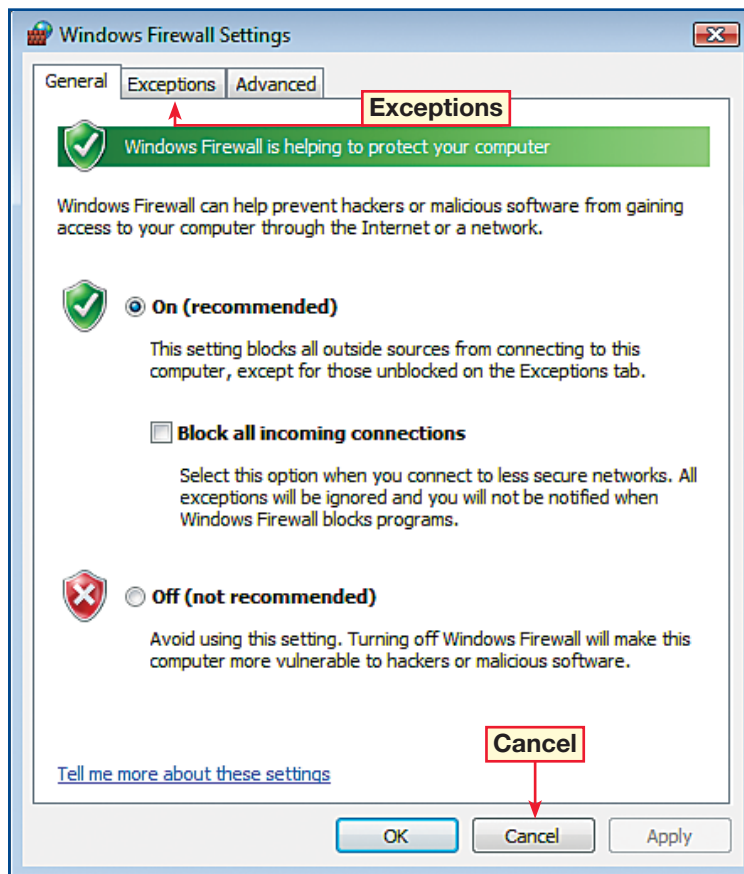 Windows Firewall Settings
General Exceptions Advanced
Exceptions
Windows Firewall is helping to protect your computer
Windows Firewall can help prevent hackers or malicious software from gaining
access to your computer through the Internet or a network.
On (recommended)
This setting blocks all outside sources from connecting to this
computer, except for those unblocked on the Exceptions tab.
Block all incoming connections
Select this option when you connect to less secure networks. All
exceptions will be ignored and you will not be notified when
Windows Firewall blocks programs.
Off (not recommended)
Avoid using this setting. Turning off Windows Firewall will make this
computer more vulnerable to hackers or malicious software.
Cancel
Tell me more about these settings
OK Cancel Apply